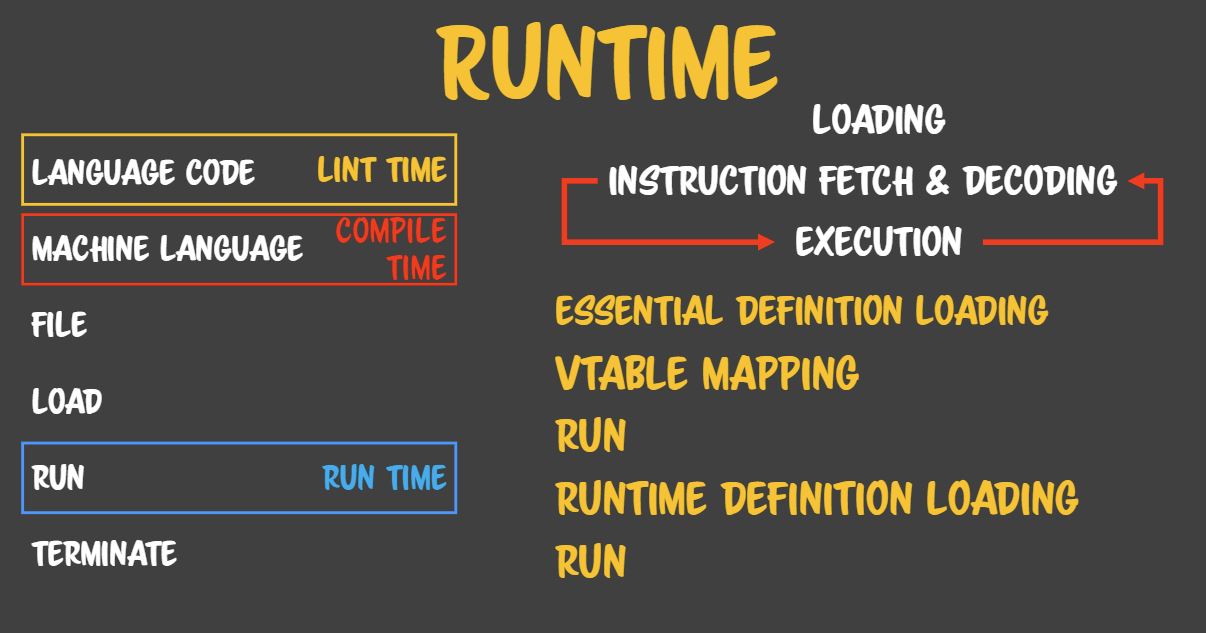 RUNTIME
LANGUAGE CODE LINT TIME
MACHINE LANGUAGE COMPILE
TIME
FILE
LOAD
RUN RUN TIME
TERMINATE
LOADING
INSTRUCTION FETCH & DECODING
EXECUTION
ESSENTIAL DEFINITION LOADING
VTABLE MAPPING
RUN
RUNTIME DEFINITION LOADING
RUN